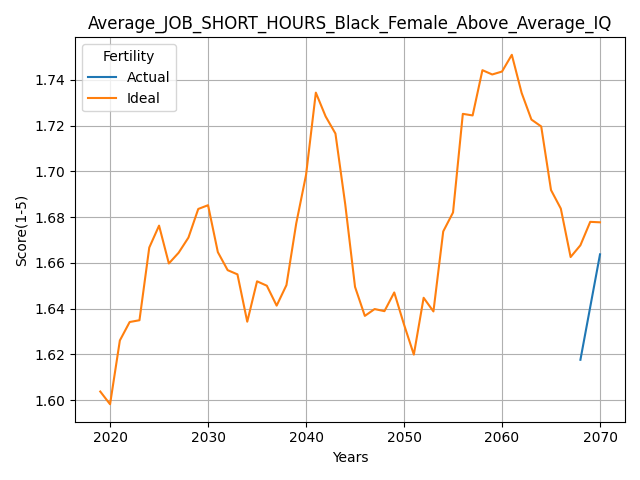 Average_JOB_SHORT_HOURS_Black_Female_Above_Average_IQ
Fertility
Actual
Ideal
Score(1-5)
1.74
1.72
1.70
1.68
1.66
1.64
1.62
1.60
2020 2030 2040 2050 2060 2070
Years